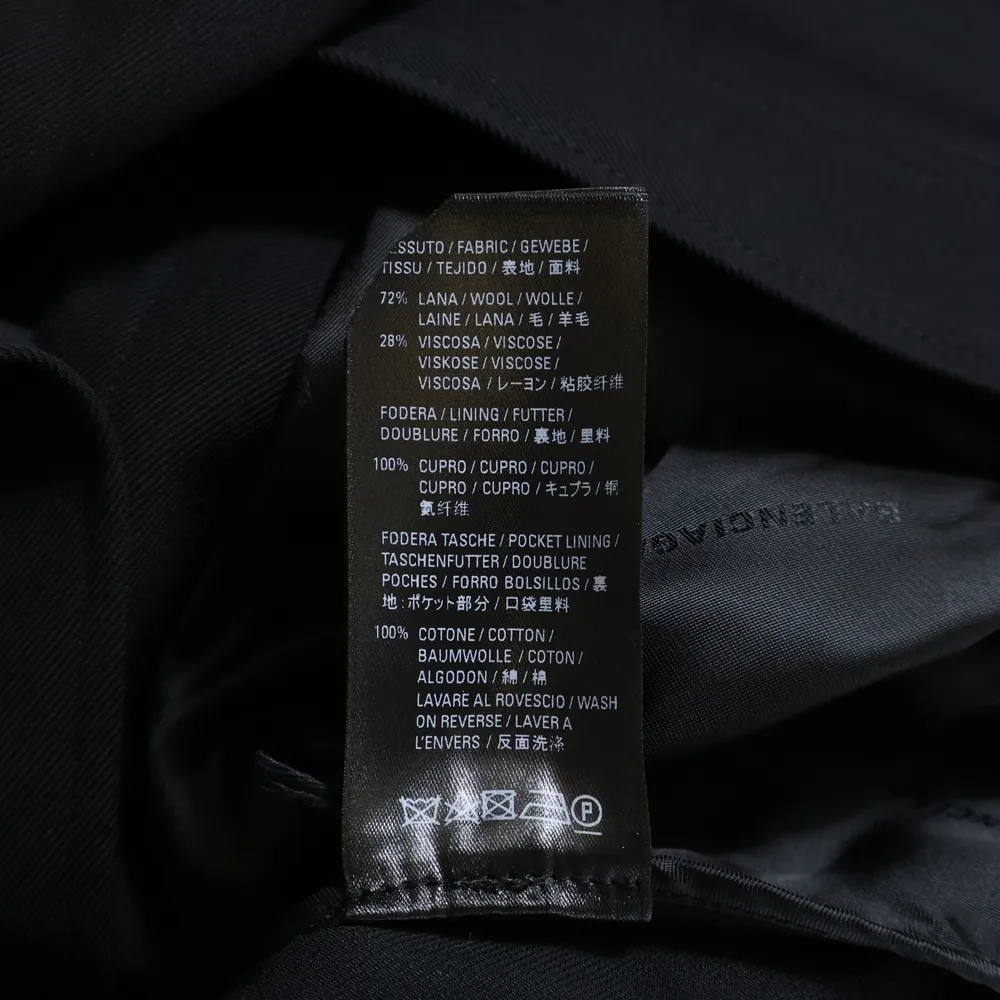 ESSUTO / FABRIC / GEWEBE /
TISSU / TEJIDO / 表地 / 面料
72% LANA / WOOL / WOLLE /
LAINE / LANA / 毛 / 羊毛
28% VISCOSA / VISCOSE /
VISKOSE / VISCOSE /
VISCOSA / レーヨン / 粘胶纤维
FODERA / LINING / FUTTER /
DOUBLURE / FORRO / 裏地 / 里料
100% CUPRO / CUPRO / CUPRO /
CUPRO / CUPRO / キュプラ / 铜
氨纤维
FODERA TASCHE / POCKET LINING /
TASCHENFUTTER / DOUBLURE
POCHES / FORRO BOLSILLOS / 裏
地:ポケット部分 / 口袋里料
100% COTONE / COTTON /
BAUMWOLLE / COTON /
ALGODON / 綿 / 棉
LAVARE AL ROVESCIO / WASH
ON REVERSE / LAVER A
L'ENVERS / 反面洗涤
P
BALENCIAG